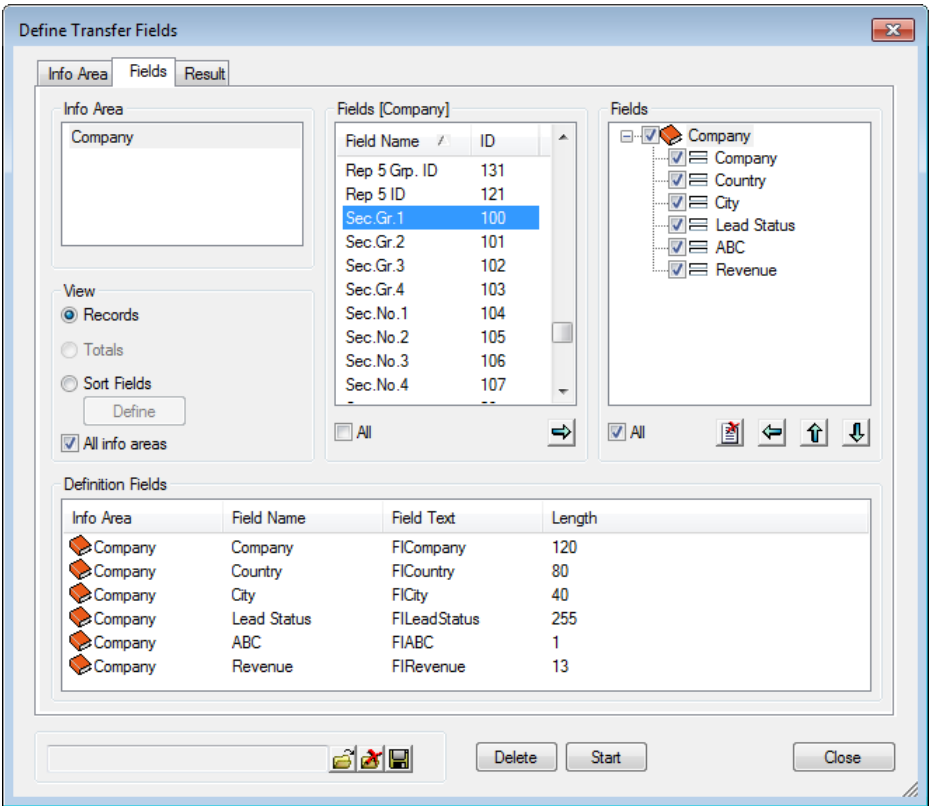 Define Transfer Fields
Info Area Fields Result
Info Area
Company
View
Records
Totals
Sort Fields
Define
All info areas
Fields [Company]
Field Name ID
Rep 5 Grp. ID 131
Rep 5 ID 121
Sec.Gr.1 100
Sec.Gr.2 101
Sec.Gr.3 102
Sec.Gr.4 103
Sec.No.1 104
Sec.No.2 105
Sec.No.3 106
Sec.No.4 107
All
Fields
Company
Company
Country
City
Lead Status
ABC
Revenue
All
Definition Fields
Info Area Field Name Field Text Length
Company Company FICompany 120
Company Country FICountry 80
Company City FICity 40
Company Lead Status FILeadStatus 255
Company ABC FIABC 1
Company Revenue FIRevenue 13
Delete Start Close